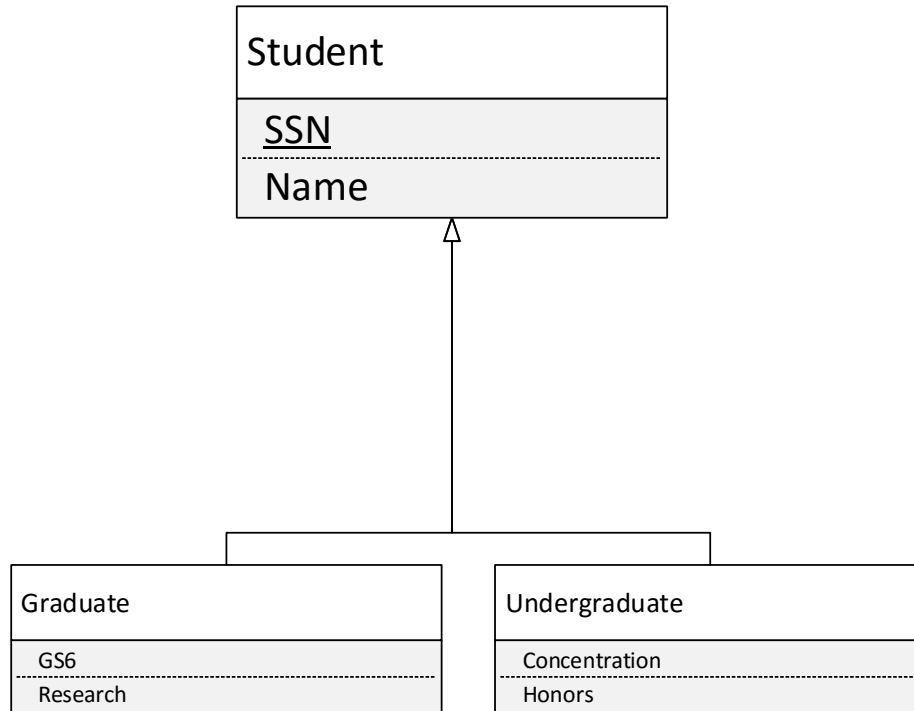 Student
SSN
Name
Graduate
GS6
Research
Undergraduate
Concentration
Honors